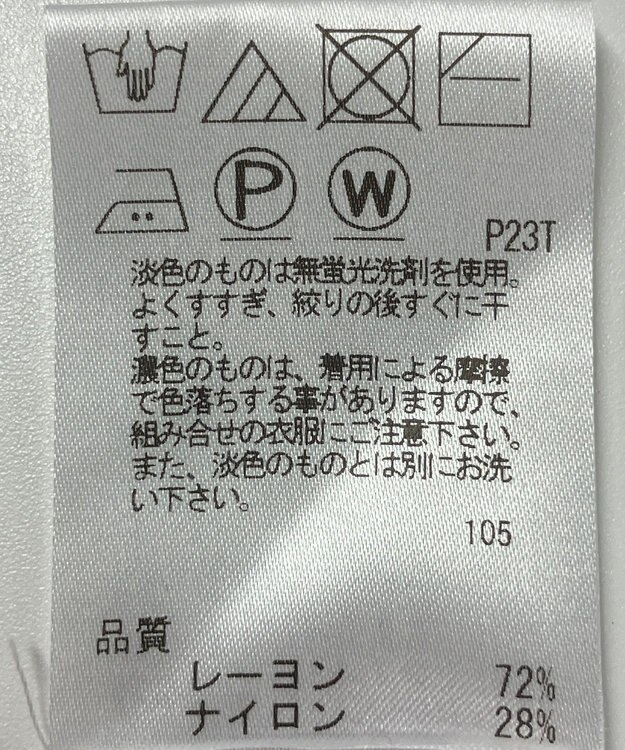 P W
P23T
淡色のものは無蛍光洗剤を使用。
よくすすぎ、絞りの後すぐに干
すこと。
濃色のものは、着用による摩擦
で色落ちする事がありますので、
組み合せの衣服にご注意下さい。
また、淡色のものとは別にお洗
い下さい。
105
品質
レーヨン 72%
ナイロン 28%